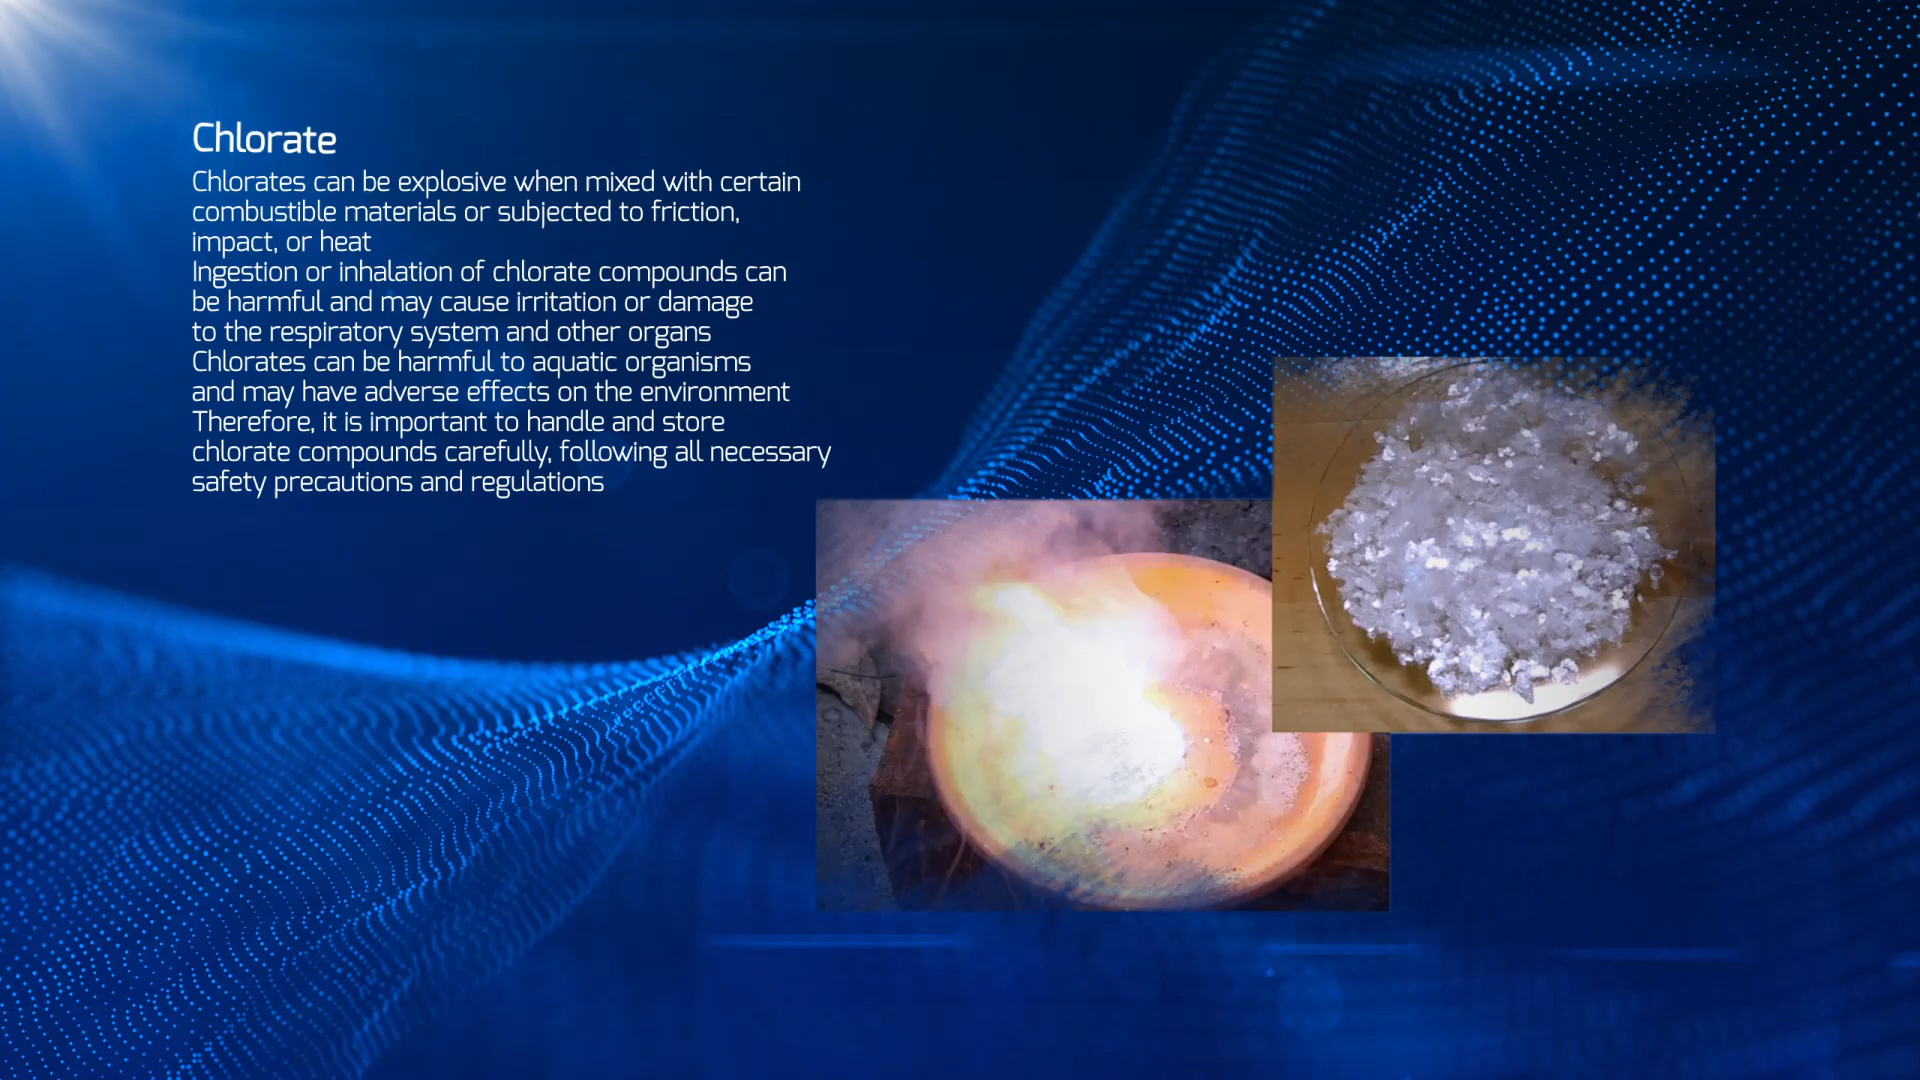 Chlorate
Chlorates can be explosive when mixed with certain
combustible materials or subjected to friction,
impact, or heat
Ingestion or inhalation of chlorate compounds can
be harmful and may cause irritation or damage
to the respiratory system and other organs
Chlorates can be harmful to aquatic organisms
and may have adverse effects on the environment
Therefore, it is important to handle and store
chlorate compounds carefully, following all necessary
safety precautions and regulations